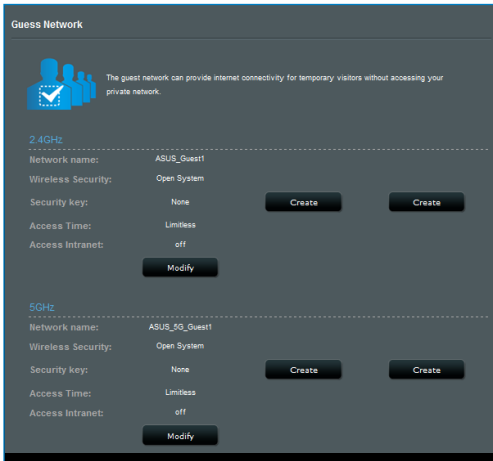 Guess Network
The guest network can provide internet connectivity for temporary visitors without accessing your
private network.
2.4GHz
Network name: ASUS_Guest1
Wireless Security: Open System
Security key: None Create Create
Access Time: Limitless
Access Intranet: off
Modify
5GHz
Network name: ASUS_5G_Guest1
Wireless Security: Open System
Security key: None Create Create
Access Time: Limitless
Access Intranet: off
Modify